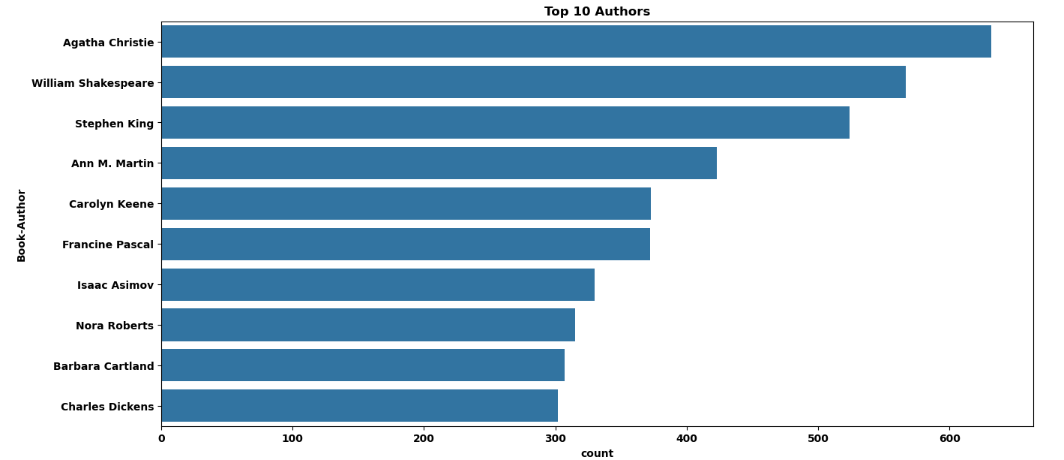 Top 10 Authors
Agatha Christie
William Shakespeare
Stephen King
Ann M. Martin
Carolyn Keene
Francine Pascal
Isaac Asimov
Nora Roberts
Barbara Cartland
Charles Dickens
Book-Author
0 100 200 300 400 500 600
count